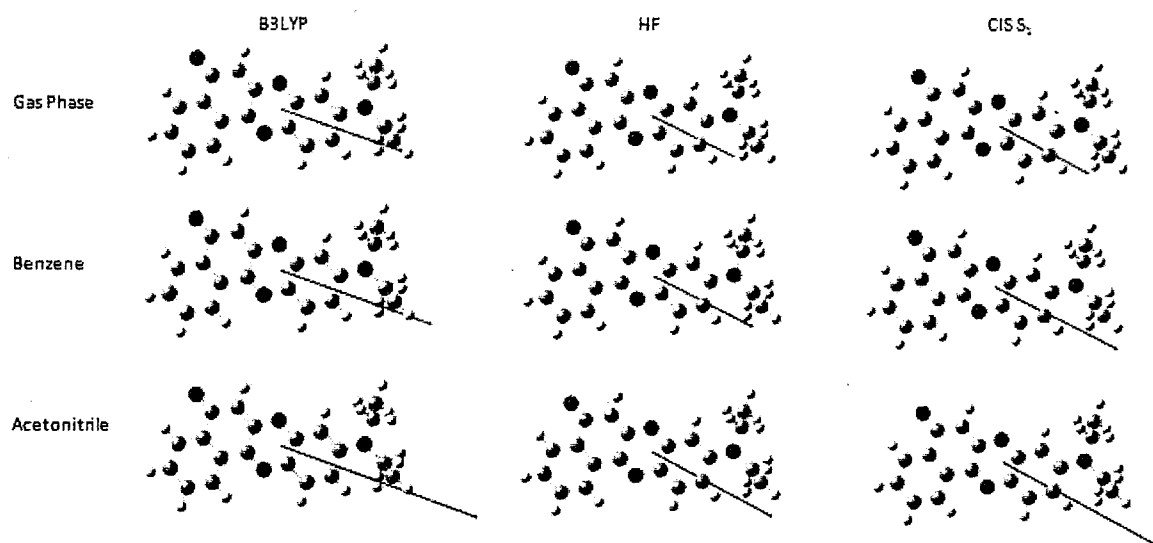 B3LYP HF CIS S₁
Gas Phase
Benzene
Acetonitrile